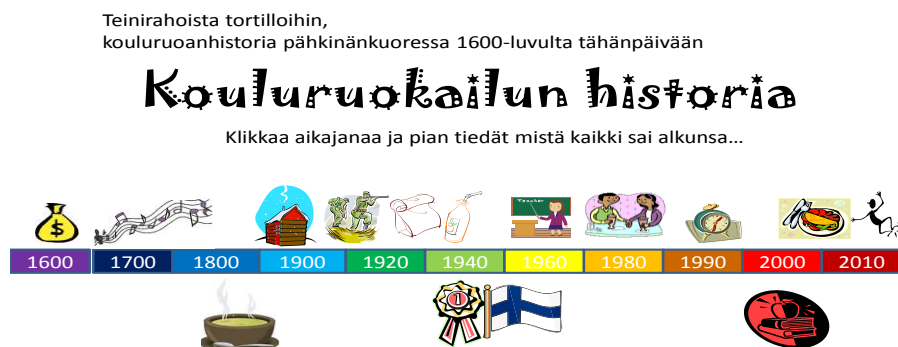 Teinirahoista tortilloihin,
kouluruoanhistoria pähkinänkuoressa 1600-luvulta tähänpäivään
Kouluruokailun historia
Klikkaa aikajanaa ja pian tiedät mistä kaikki sai alkunsa...
$
Teacher
1600 1700 1800 1900 1920 1940 1960 1980 1990 2000 2010
1